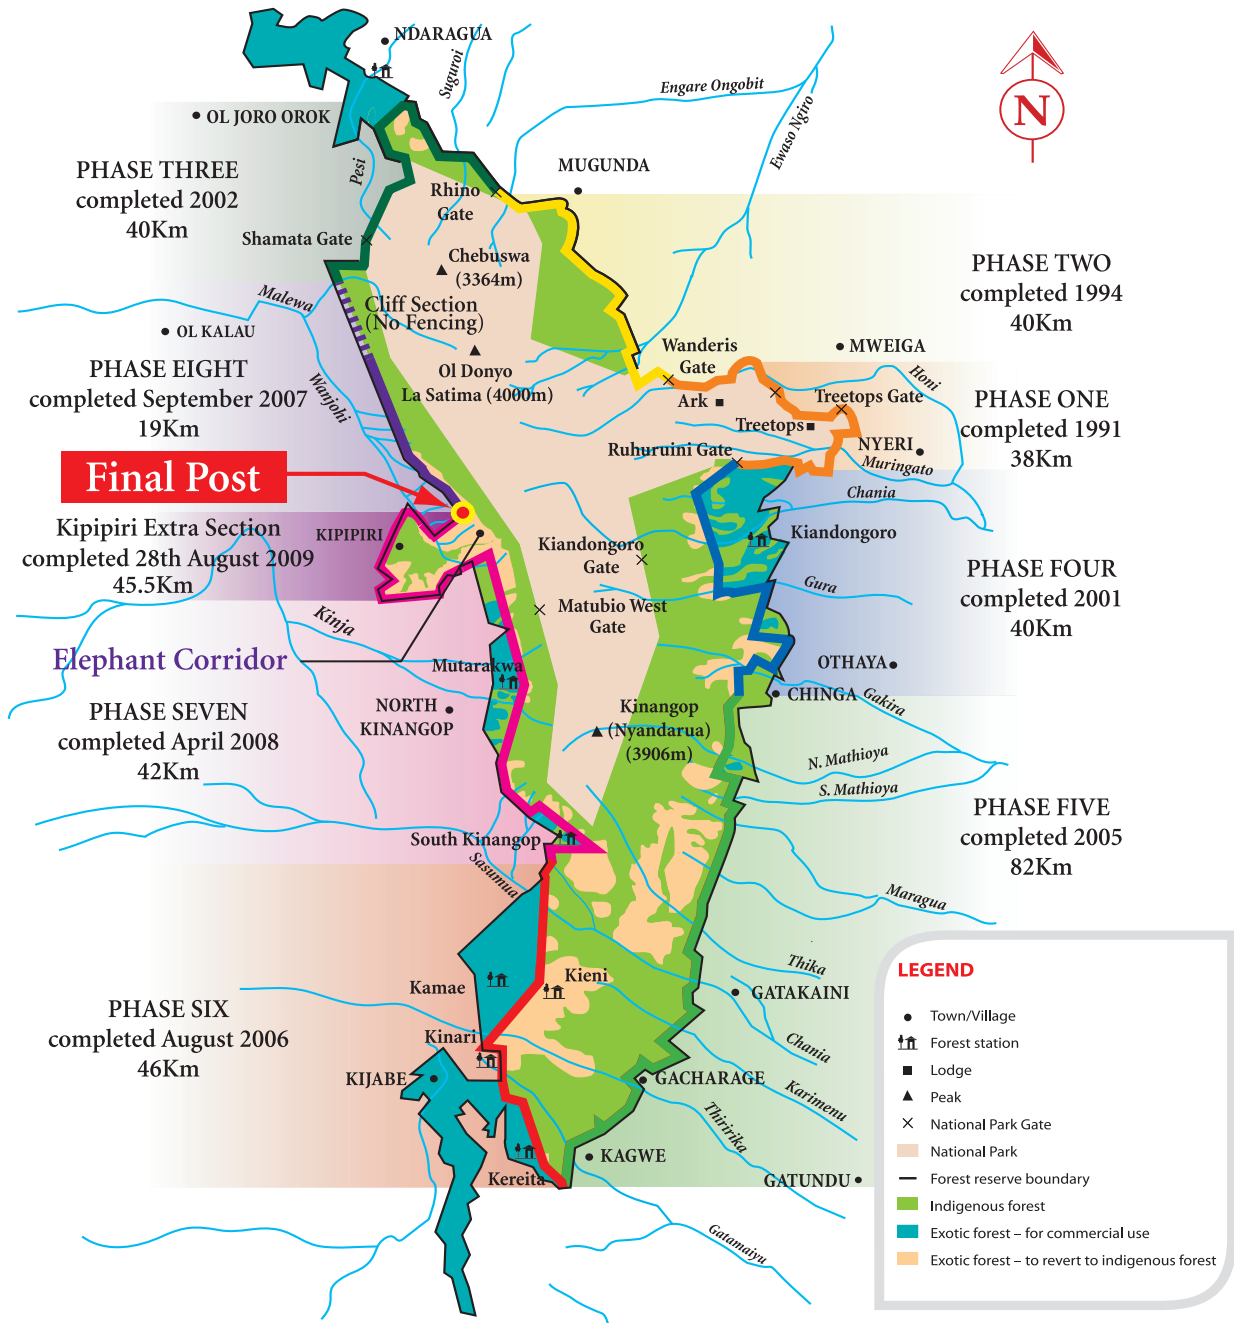 NDARAGUA
Suguroi
Engare Ongobit
Ewaso Ngiro
N
OL JORO OROK
PHASE THREE
completed 2002
40Km
Pesi
MUGUNDA
Rhino
Gate
Shamata Gate
Chebuswa
(3364m)
PHASE TWO
completed 1994
40Km
Malewa
Cliff Section
(No Fencing)
OL KALAU
Wanderis
Gate
MWEIGA
Honi
PHASE EIGHT
completed September 2007
19Km
Wanjohi
Ol Donyo
La Satima (4000m)
Ark
Treetops Gate
Treetops
PHASE ONE
completed 1991
38Km
NYERI
Ruhuruini Gate
Muringato
Final Post
Chania
Kipipiri Extra Section
completed 28th August 2009
45.5Km
KIPIPIRI
Kiandongoro
Gate
Kiandongoro
PHASE FOUR
completed 2001
40Km
Gura
Matubio West
Gate
Kinja
Elephant Corridor
Mutarakwa
OTHAYA
CHINGA
Gakira
PHASE SEVEN
completed April 2008
42Km
NORTH
KINANGOP
Kinangop
(Nyandarua)
(3906m)
N. Mathioya
S. Mathioya
PHASE FIVE
completed 2005
82Km
South Kinangop
Sasumua
Maragua
Thika
Kieni
Kamae
GATAKAINI
PHASE SIX
completed August 2006
46Km
Kinari
Chania
KIJABE
GACHARAGE
Karimenu
Thiririka
KAGWE
Kereita
GATUNDU
Gatamaiyu
LEGEND
Town/Village
Forest station
Lodge
Peak
National Park Gate
National Park
Forest reserve boundary
Indigenous forest
Exotic forest – for commercial use
Exotic forest – to revert to indigenous forest